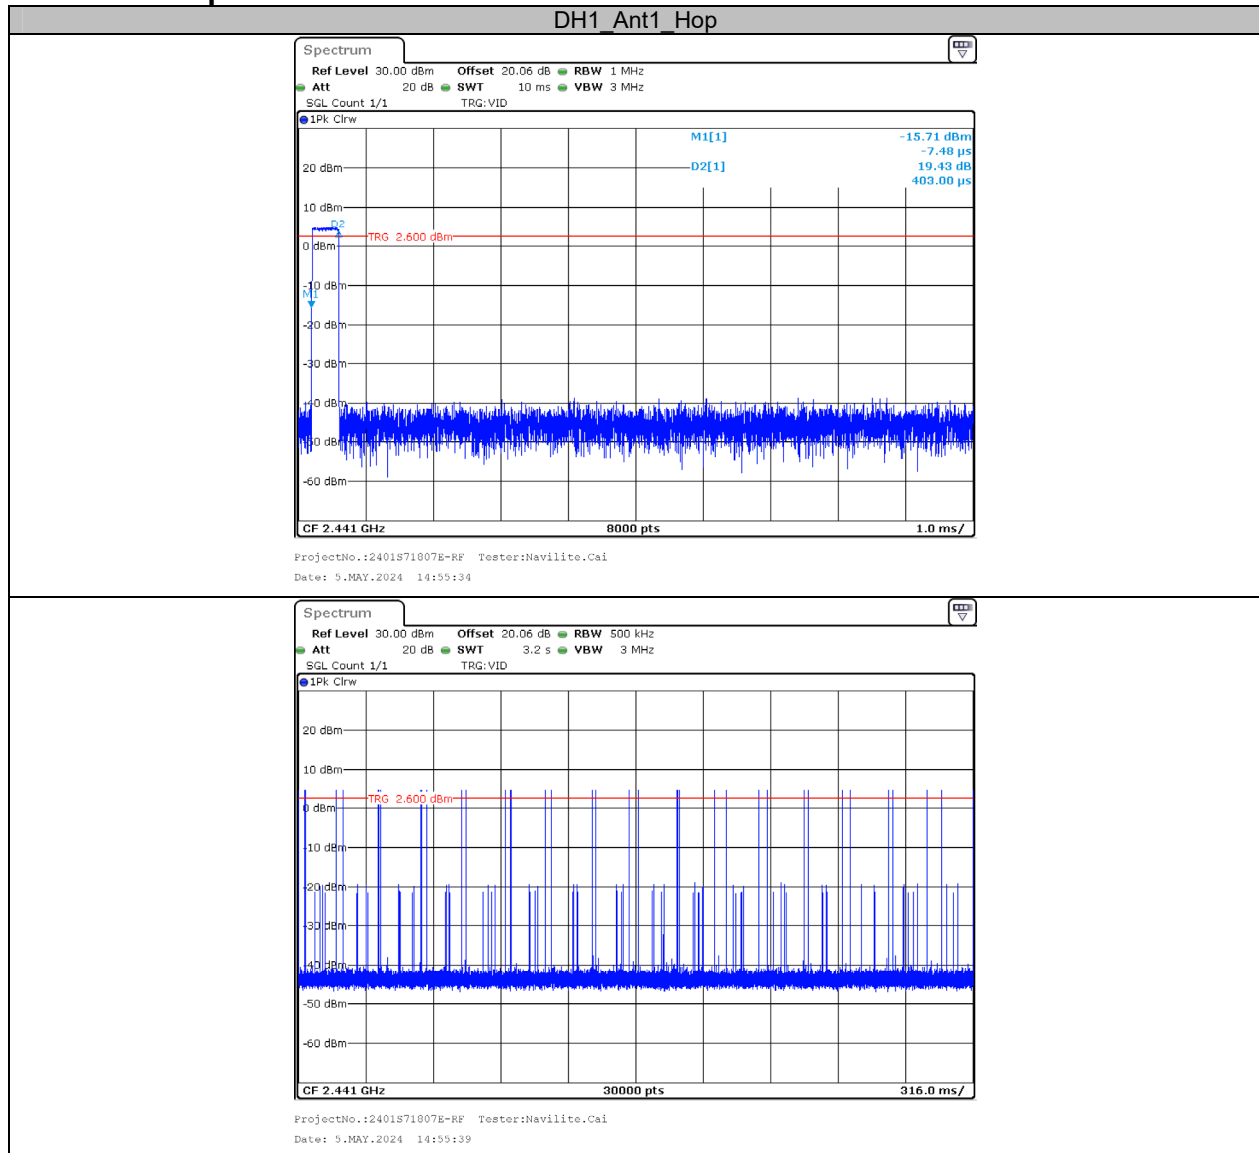 DH1_Ant1_Hop
Spectrum
Ref Level 30.00 dBm Offset 20.06 dB RBW 1 MHz
Att 20 dB SWT 10 ms VBW 3 MHz
SGL Count 1/1 TRG:VID
1Pk Clrw
M1[1] -15.71 dBm
-7.48 µs
20 dBm D2[1] 19.43 dB
403.00 µs
10 dBm
D2
TRG 2.600 dBm
0 dBm
-10 dBm
M1
-20 dBm
-30 dBm
-40 dBm
-50 dBm
-60 dBm
CF 2.441 GHz 8000 pts 1.0 ms/
ProjectNo.:2401S71807E-RF Tester:Navilite.Cai
Date: 5.MAY.2024 14:55:34
Spectrum
Ref Level 30.00 dBm Offset 20.06 dB RBW 500 kHz
Att 20 dB SWT 3.2 s VBW 3 MHz
SGL Count 1/1 TRG:VID
1Pk Clrw
20 dBm
10 dBm
TRG 2.600 dBm
0 dBm
-10 dBm
-20 dBm
-30 dBm
-40 dBm
-50 dBm
-60 dBm
CF 2.441 GHz 30000 pts 316.0 ms/
ProjectNo.:2401S71807E-RF Tester:Navilite.Cai
Date: 5.MAY.2024 14:55:39